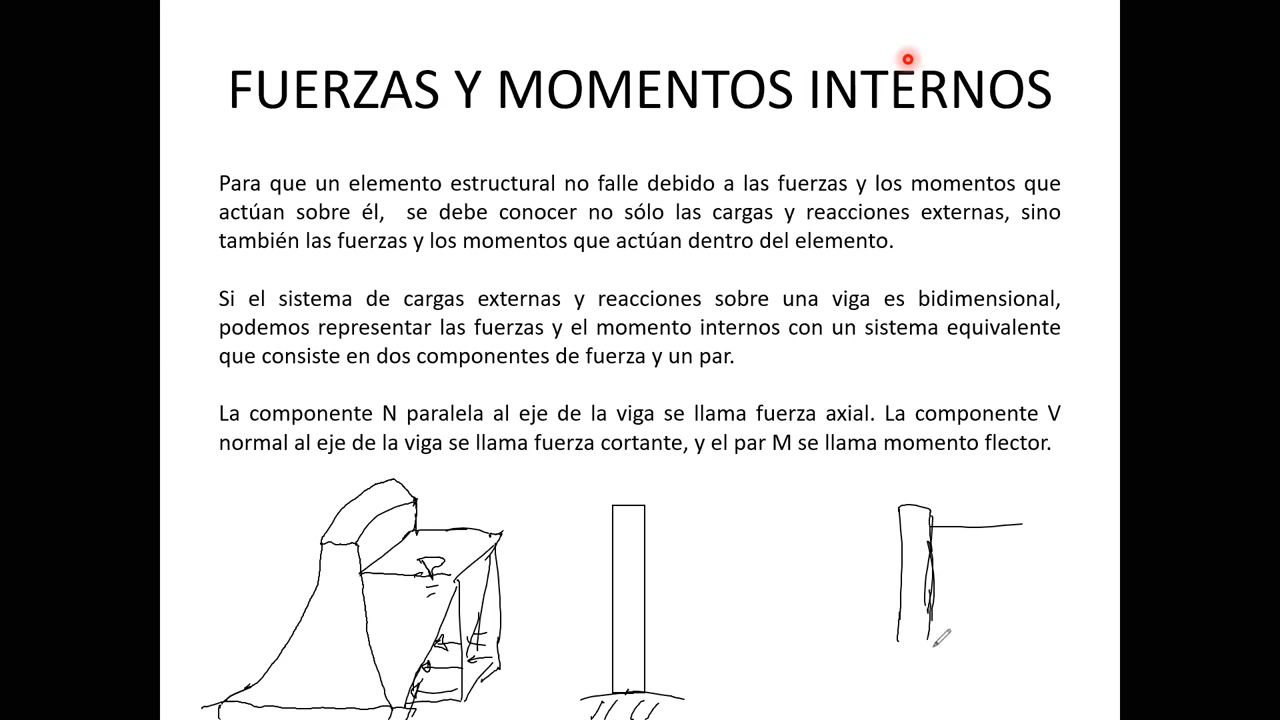 FUERZAS Y MOMENTOS INTERNOS
Para que un elemento estructural no falle debido a las fuerzas y los momentos que
actúan sobre él, se debe conocer no sólo las cargas y reacciones externas, sino
también las fuerzas y los momentos que actúan dentro del elemento.
Si el sistema de cargas externas y reacciones sobre una viga es bidimensional,
podemos representar las fuerzas y el momento internos con un sistema equivalente
que consiste en dos componentes de fuerza y un par.
La componente N paralela al eje de la viga se llama fuerza axial. La componente V
normal al eje de la viga se llama fuerza cortante, y el par M se llama momento flector.